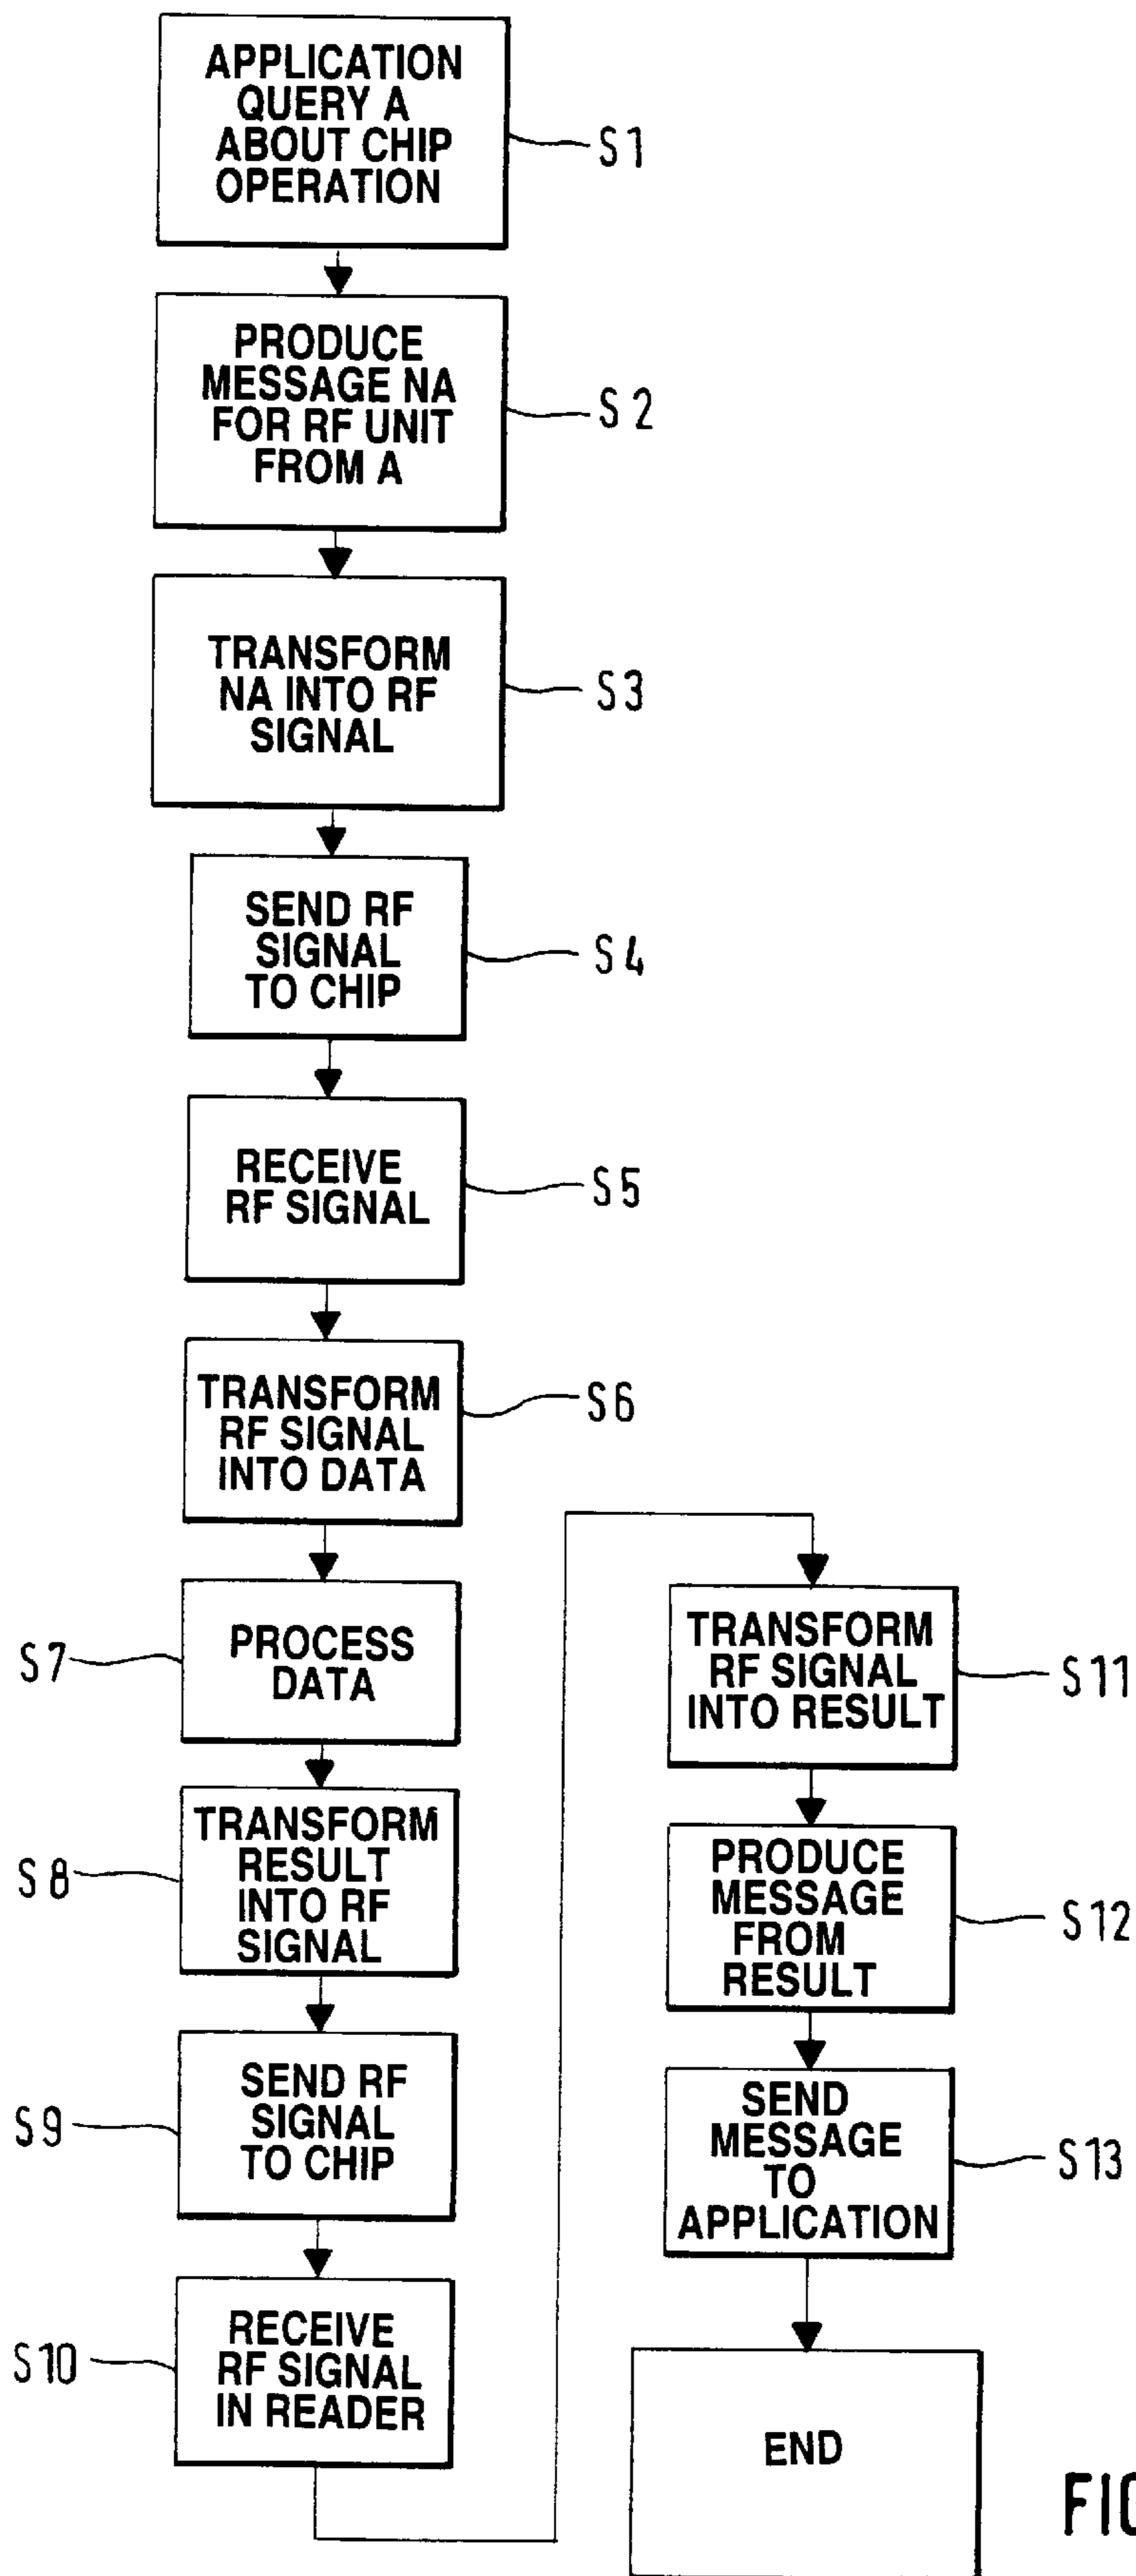 APPLICATION
QUERY A
ABOUT CHIP
OPERATION
S1
PRODUCE
MESSAGE NA
FOR RF UNIT
FROM A
S2
TRANSFORM
NA INTO RF
SIGNAL
S3
SEND RF
SIGNAL
TO CHIP
S4
RECEIVE
RF SIGNAL
S5
TRANSFORM
RF SIGNAL
INTO DATA
S6
PROCESS
DATA
S7
TRANSFORM
RESULT
INTO RF
SIGNAL
S8
SEND RF
SIGNAL
TO CHIP
S9
RECEIVE
RF SIGNAL
IN READER
S10
TRANSFORM
RF SIGNAL
INTO RESULT
S11
PRODUCE
MESSAGE
FROM
RESULT
S12
SEND
MESSAGE
TO
APPLICATION
S13
END